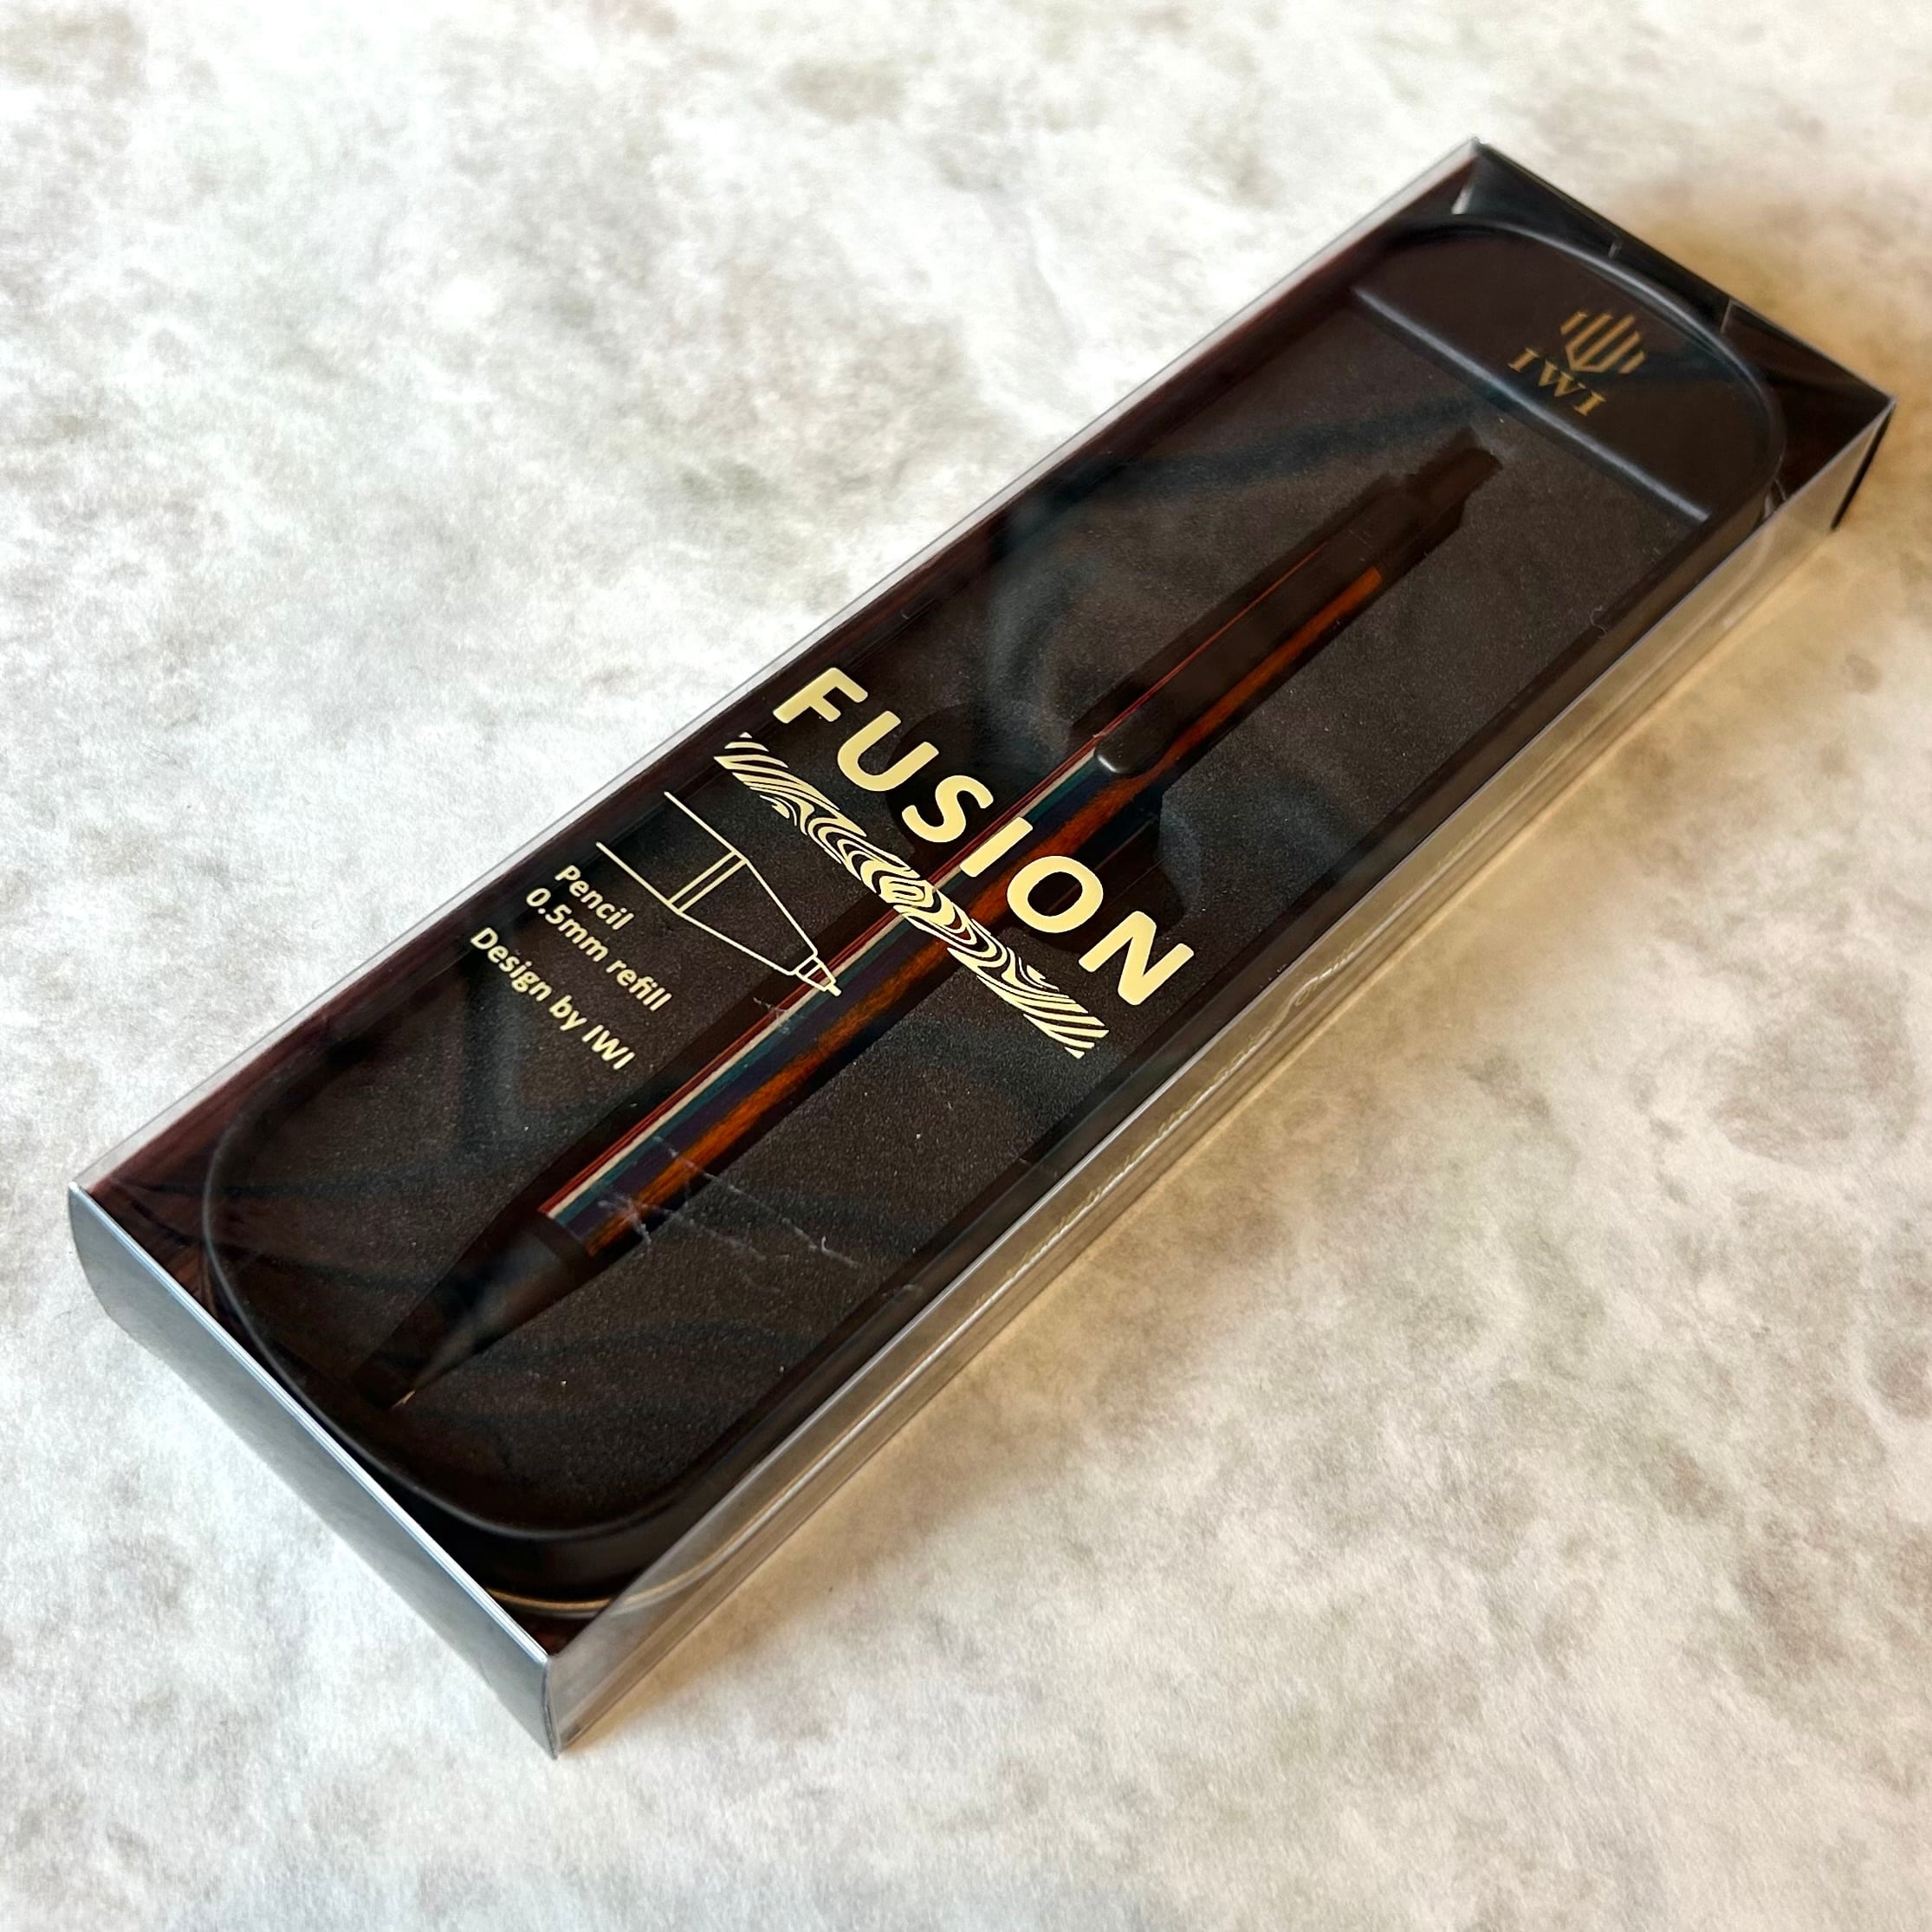 IWI
FUSION
Pencil
0.5mm refill
Design by IWI